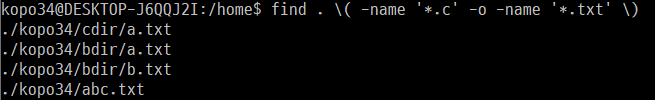 kopo34@DESKTOP-J6QQJ2I:/home$ find . \( -name '*.c' -o -name '*.txt' \)
./kopo34/cdir/a.txt
./kopo34/bdir/a.txt
./kopo34/bdir/b.txt
./kopo34/abc.txt